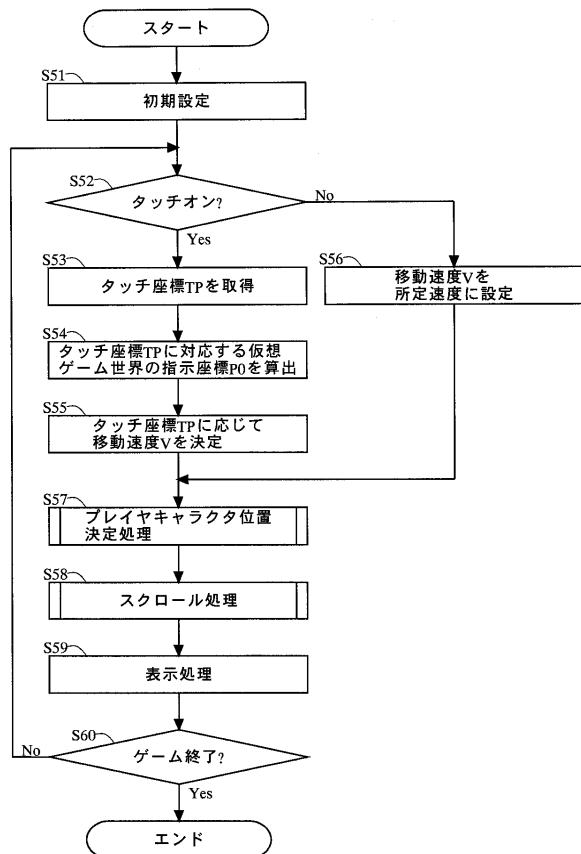 スタート
S51
初期設定
S52
タッチオン?
No
Yes
S53
タッチ座標TPを取得
S56
移動速度Vを
所定速度に設定
S54
タッチ座標TPに対応する仮想
ゲーム世界の指示座標P0を算出
S55
タッチ座標TPに応じて
移動速度Vを決定
S57
プレイヤキャラクタ位置
決定処理
S58
スクロール処理
S59
表示処理
S60
ゲーム終了?
No
Yes
エンド